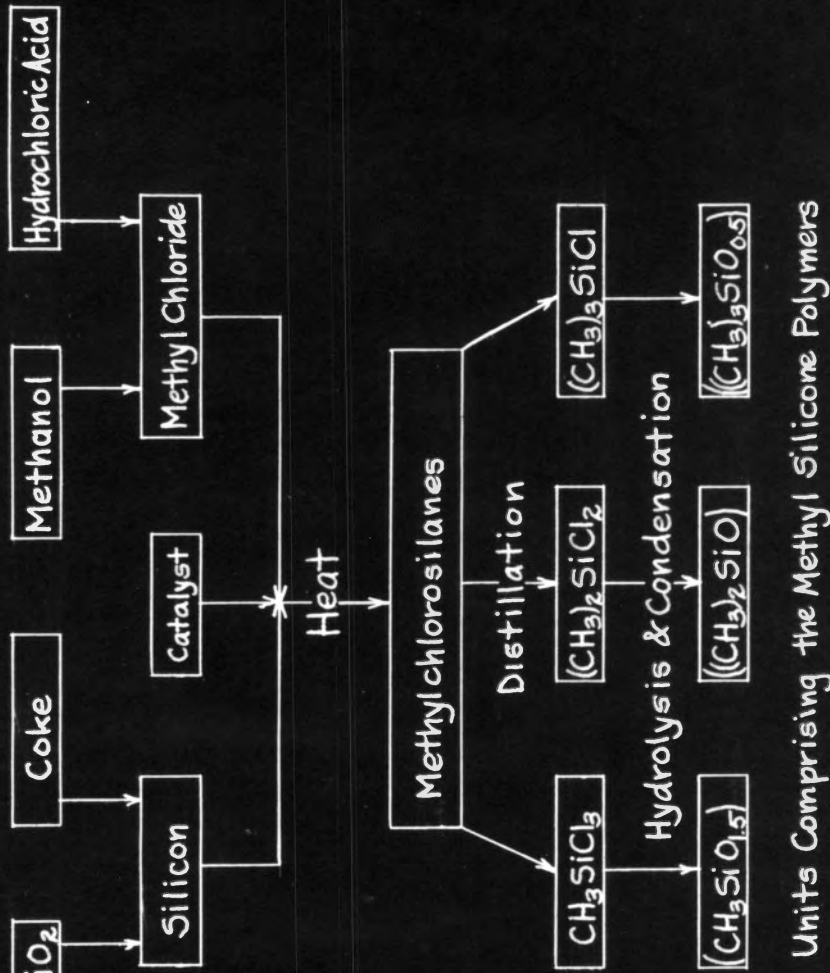 iO₂
Coke
Methanol
Hydrochloric Acid
Silicon
Catalyst
Methyl Chloride
Heat
Methylchlorosilanes
Distillation
CH₃SiCl₃
(CH₃)₂SiCl₂
(CH₃)₃SiCl
Hydrolysis & Condensation
(CH₃SiO₁.₅)
((CH₃)₂SiO)
((CH₃)₃SiO₀.₅)
Units Comprising the Methyl Silicone Polymers